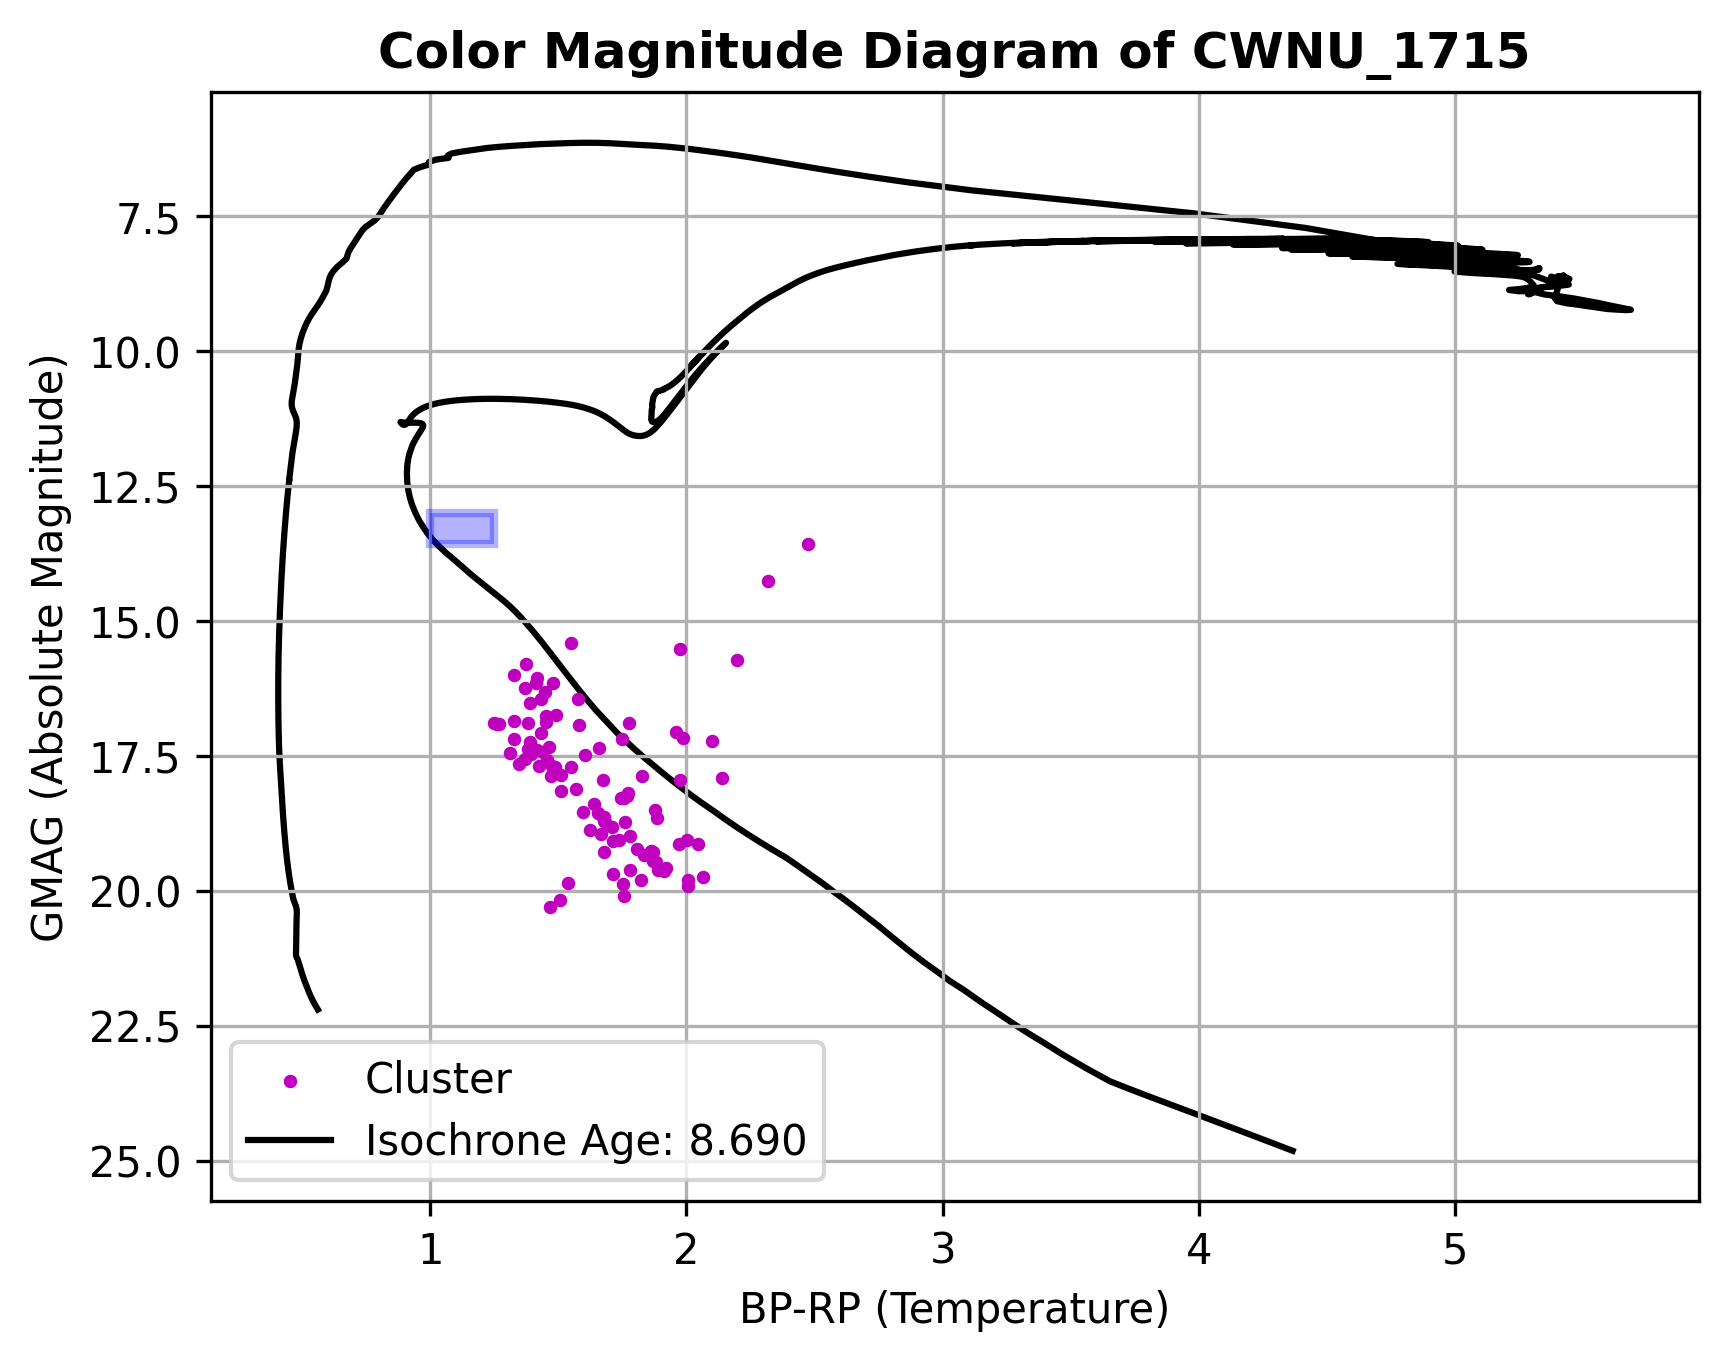 Color Magnitude Diagram of CWNU_1715
GMAG (Absolute Magnitude)
7.5
10.0
12.5
15.0
17.5
20.0
22.5
25.0
Cluster
Isochrone Age: 8.690
1 2 3 4 5
BP-RP (Temperature)